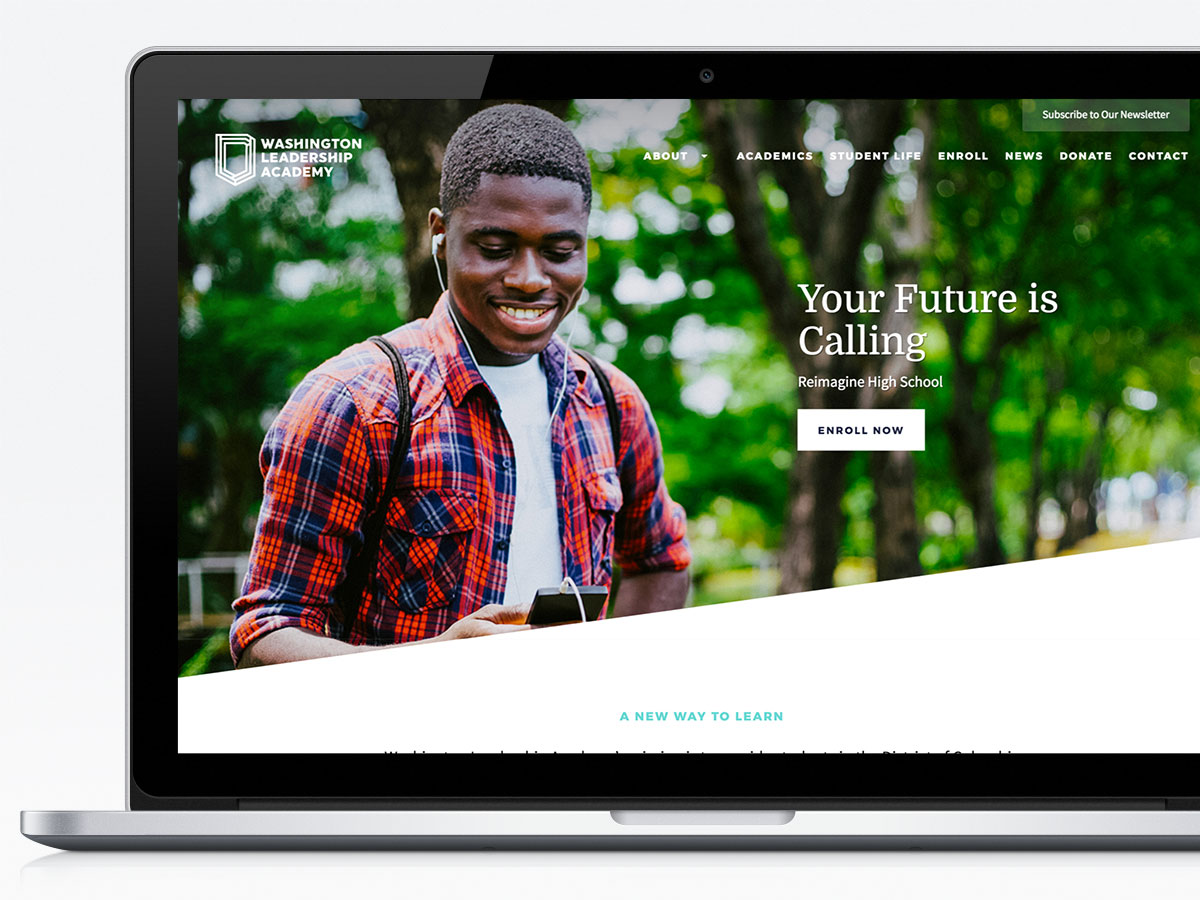 Subscribe to Our Newsletter
WASHINGTON
LEADERSHIP
ACADEMY
ABOUT ACADEMICS STUDENT LIFE ENROLL NEWS DONATE CONTACT
Your Future is
Calling
Reimagine High School
ENROLL NOW
A NEW WAY TO LEARN